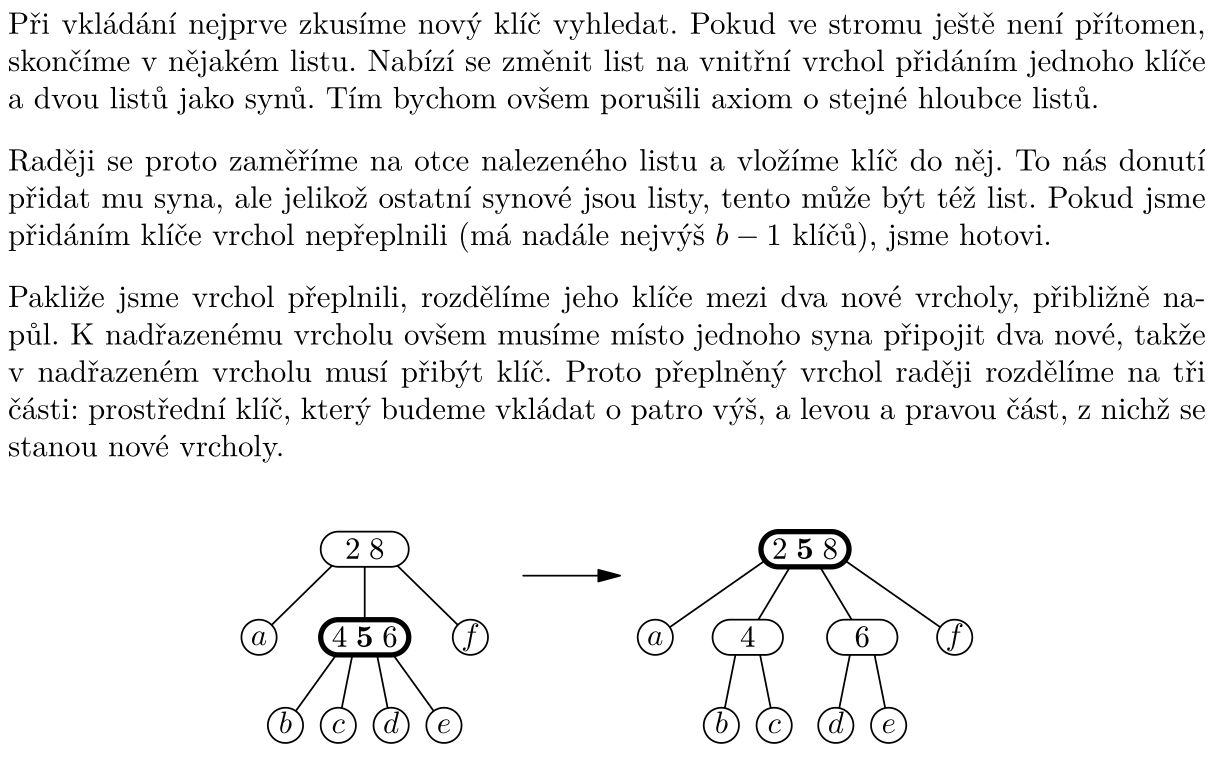 Při vkládání nejprve zkusíme nový klíč vyhledat. Pokud ve stromu ještě není přítomen,
skončíme v nějakém listu. Nabízí se změnit list na vnitřní vrchol přidáním jednoho klíče
a dvou listů jako synů. Tím bychom ovšem porušili axiom o stejné hloubce listů.
Raději se proto zaměříme na otce nalezeného listu a vložíme klíč do něj. To nás donutí
přidat mu syna, ale jelikož ostatní synové jsou listy, tento může být též list. Pokud jsme
přidáním klíče vrchol nepřeplnili (má nadále nejvýš b − 1 klíčů), jsme hotovi.
Pakliže jsme vrchol přeplnili, rozdělíme jeho klíče mezi dva nové vrcholy, přibližně na-
půl. K nadřazenému vrcholu ovšem musíme místo jednoho syna připojit dva nové, takže
v nadřazeném vrcholu musí přibýt klíč. Proto přeplněný vrchol raději rozdělíme na tři
části: prostřední klíč, který budeme vkládat o patro výš, a levou a pravou část, z nichž se
stanou nové vrcholy.
2 8
2 5 8
a
4 5 6
f
a
4
6
f
b
c
d
e
b
c
d
e